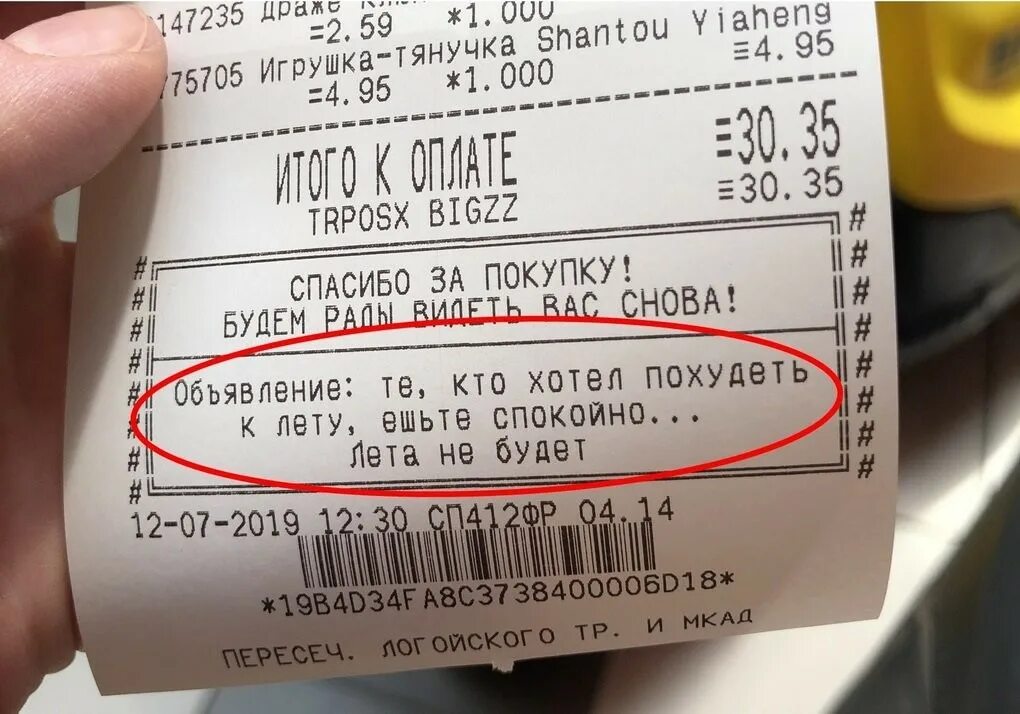 147235 Драже
≡2.59 *1.000
75705 Игрушка-тянучка Shantou Yiaheng
≡4.95 *1.000 ≡4.95
ИТОГО К ОПЛАТЕ ≡30.35
TRPOSX BIGZZ ≡30.35
СПАСИБО ЗА ПОКУПКУ!
БУДЕМ РАДЫ ВИДЕТЬ ВАС СНОВА!
Объявление: те, кто хотел похудеть
к лету, ешьте спокойно...
Лета не будет
12-07-2019 12:30 СП412ФР 04.14
*19B4D34FA8C3738400006D18*
ПЕРЕСЕЧ. ЛОГОЙСКОГО ТР. И МКАД